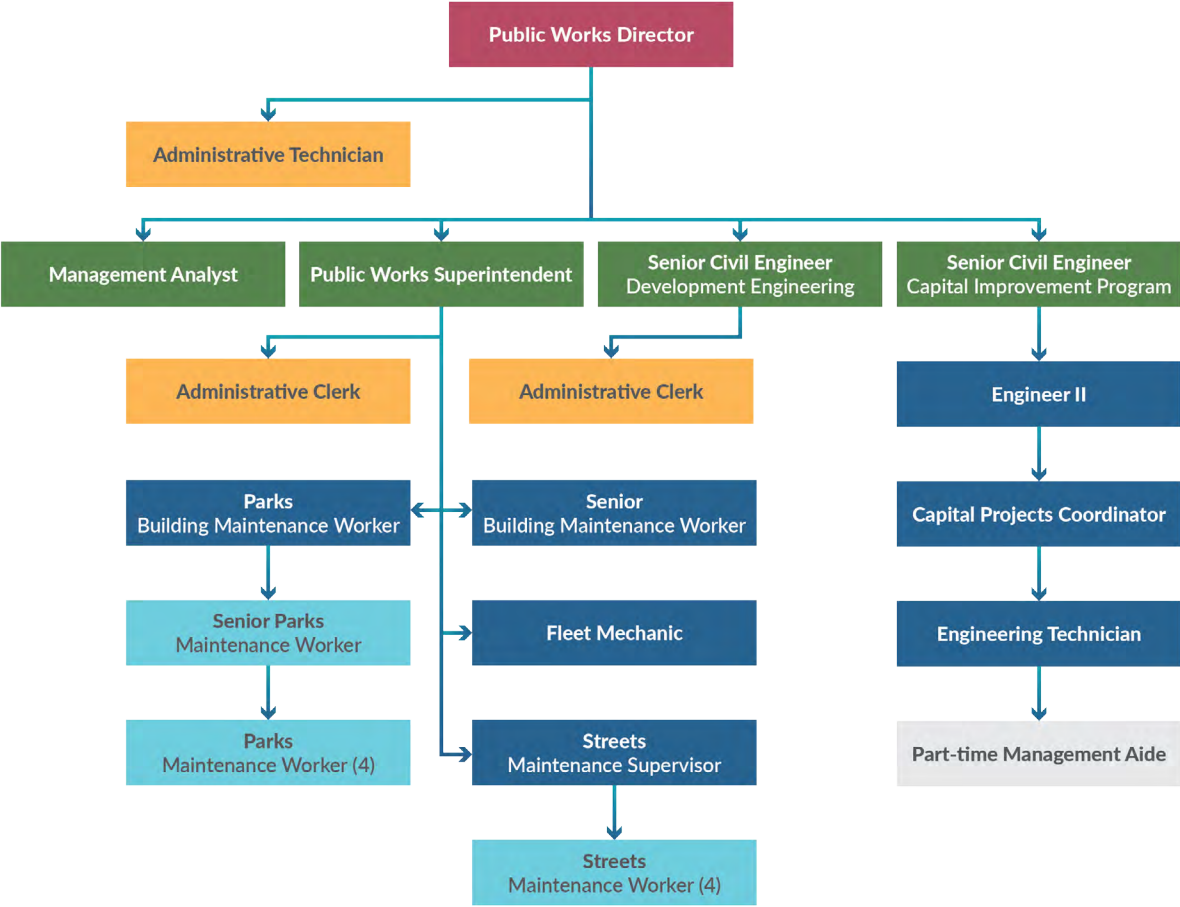 Public Works Director
Administrative Technician
Management Analyst
Public Works Superintendent
Senior Civil Engineer
Development Engineering
Senior Civil Engineer
Capital Improvement Program
Administrative Clerk
Administrative Clerk
Engineer II
Parks
Building Maintenance Worker
Senior
Building Maintenance Worker
Capital Projects Coordinator
Senior Parks
Maintenance Worker
Fleet Mechanic
Engineering Technician
Parks
Maintenance Worker (4)
Streets
Maintenance Supervisor
Part-time Management Aide
Streets
Maintenance Worker (4)